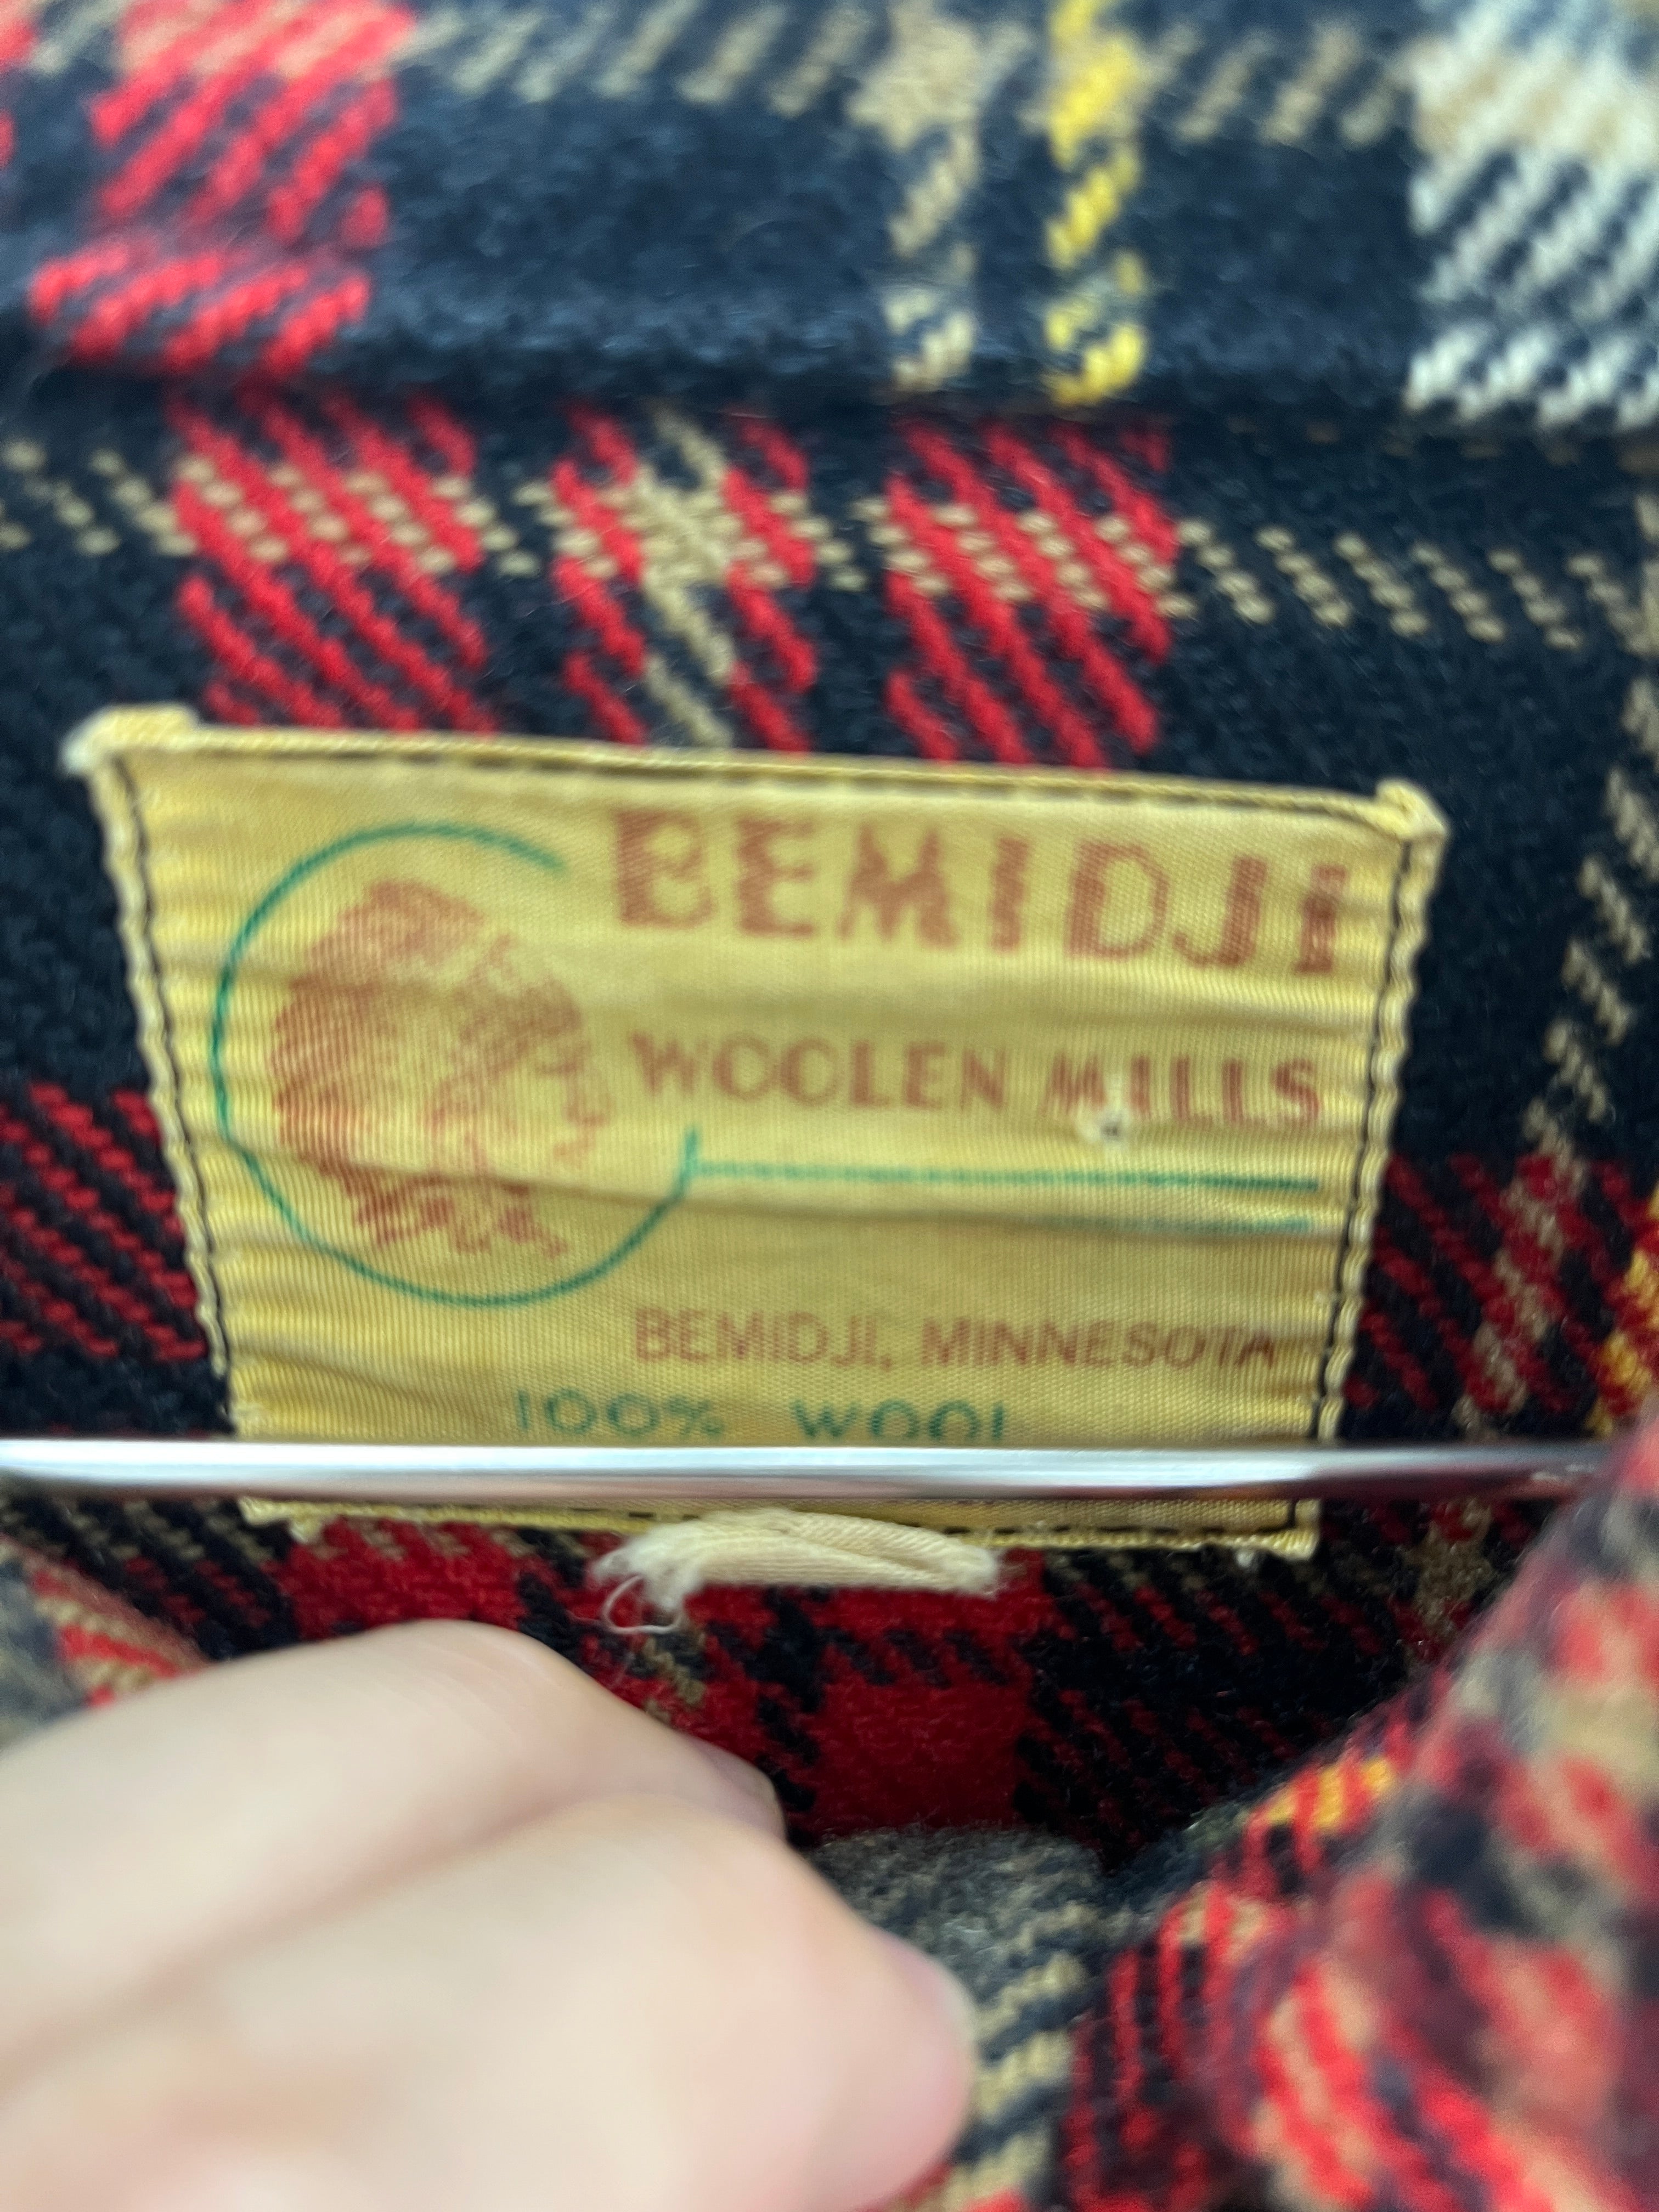 BEMIDJI
WOOLEN MILLS
BEMIDJI, MINNESOTA
100% WOOL